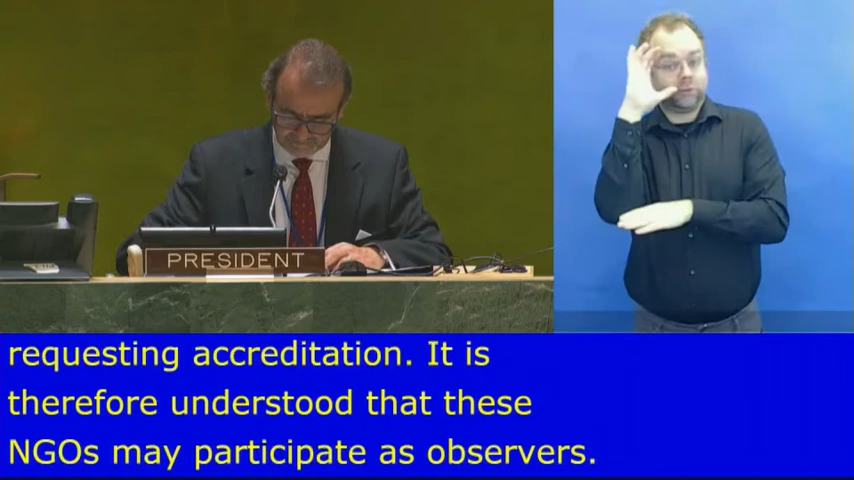 PRESIDENT
requesting accreditation. It is
therefore understood that these
NGOs may participate as observers.